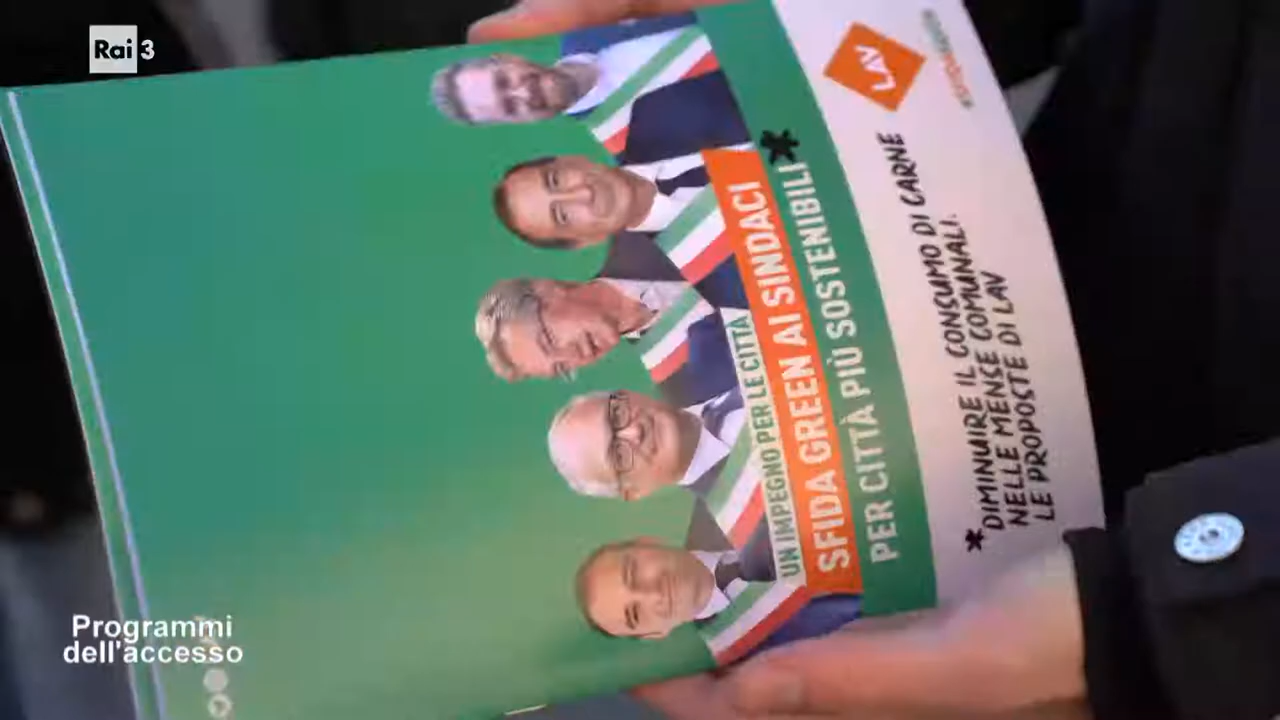 Rai 3
LAV
UN IMPEGNO PER LE CITTÀ
SFIDA GREEN AI SINDACI
PER CITTÀ PIÙ SOSTENIBILI*
*DIMINUIRE IL CONSUMO DI CARNE
NELLE MENSE COMUNALI.
LE PROPOSTE DI LAV
Programmi
dell'accesso